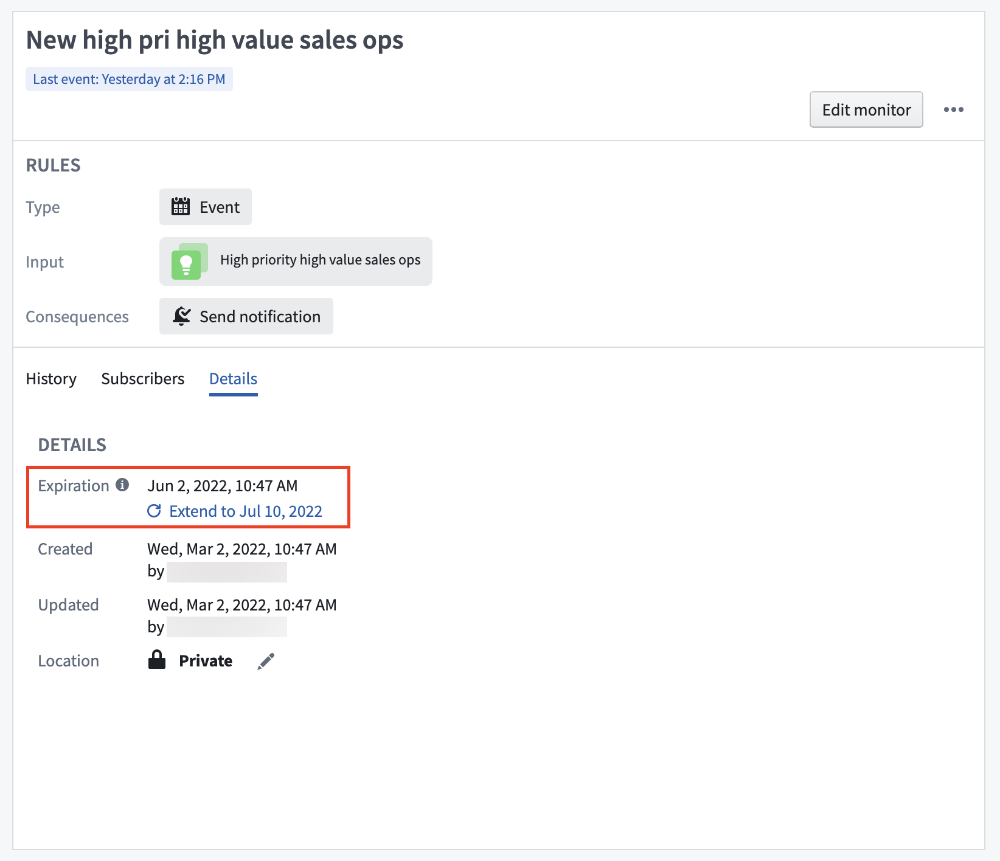 New high pri high value sales ops
Last event: Yesterday at 2:16 PM
Edit monitor
RULES
Type
Event
Input
High priority high value sales ops
Consequences
Send notification
History Subscribers Details
DETAILS
Expiration Jun 2, 2022, 10:47 AM
Extend to Jul 10, 2022
Created Wed, Mar 2, 2022, 10:47 AM
by
Updated Wed, Mar 2, 2022, 10:47 AM
by
Location Private